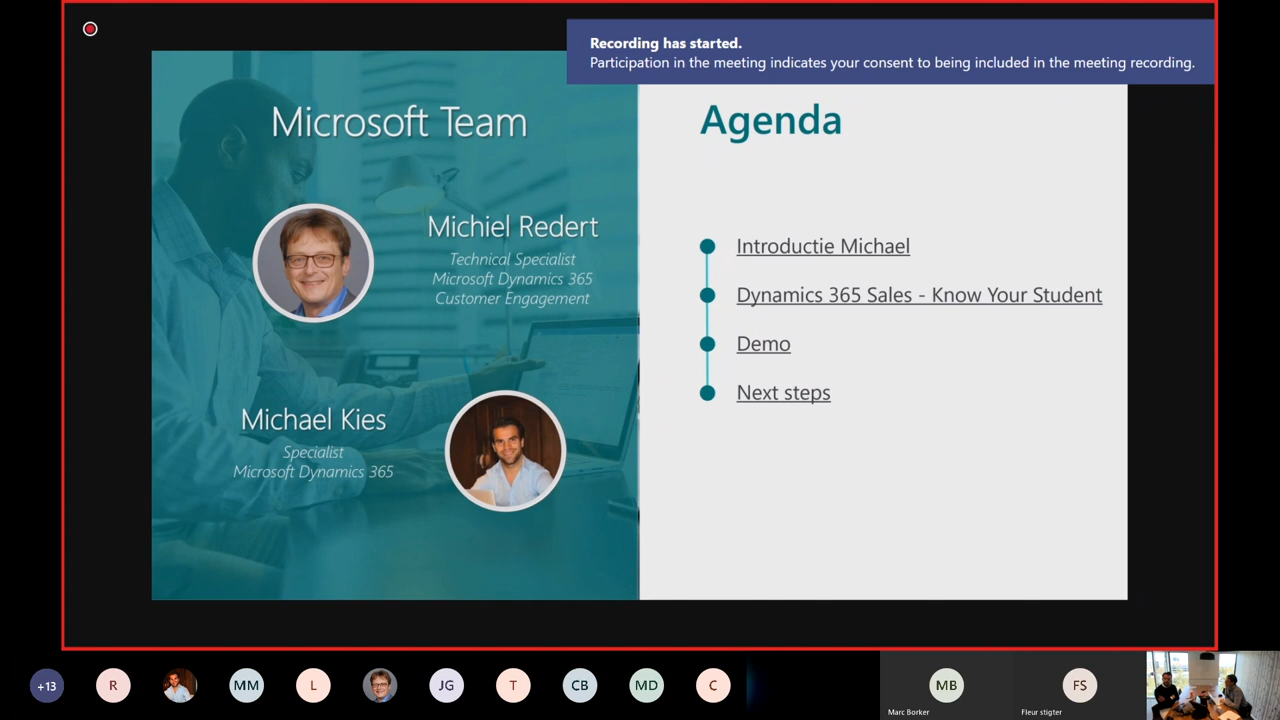 Recording has started.
Participation in the meeting indicates your consent to being included in the meeting recording.
Microsoft Team
Michiel Redert
Technical Specialist
Microsoft Dynamics 365
Customer Engagement
Michael Kies
Specialist
Microsoft Dynamics 365
Agenda
Introductie Michael
Dynamics 365 Sales - Know Your Student
Demo
Next steps
+13
R
MM
L
JG
T
CB
MD
C
MB
Marc Borker
FS
Fleur stigter